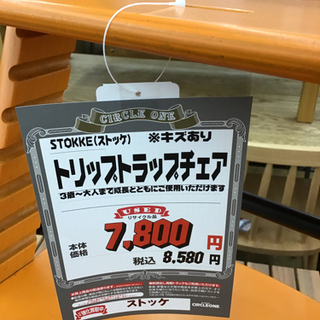 CIRCLE ONE
STOKKE(ストッケ) ※キズあり
トリップトラップチェア
3歳～大人まで成長とともにご使用いただけます
USED
リサイクル品
本体価格 7,800円
税込 8,580円
ストッケ
CIRCLEONE